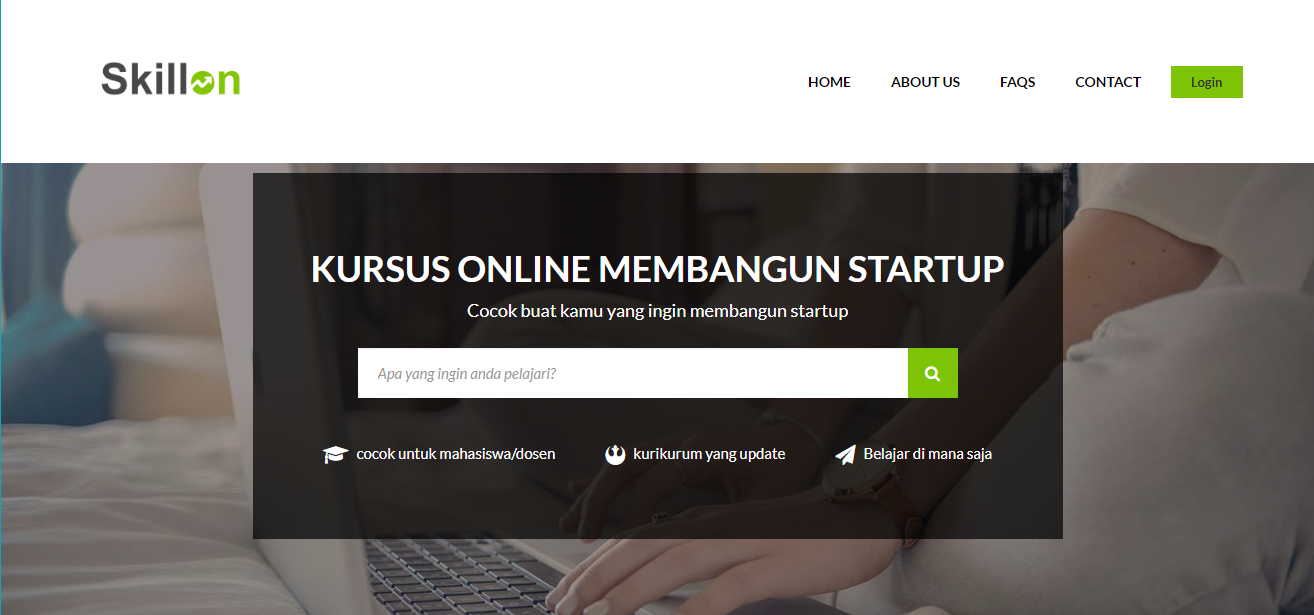 Skillon
HOME ABOUT US FAQS CONTACT Login
KURSUS ONLINE MEMBANGUN STARTUP
Cocok buat kamu yang ingin membangun startup
Apa yang ingin anda pelajari?
cocok untuk mahasiswa/dosen kurikurum yang update Belajar di mana saja